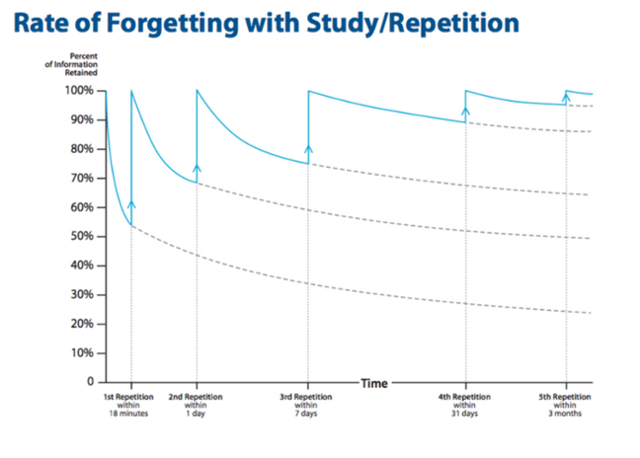 Rate of Forgetting with Study/Repetition
Percent
of Information
Retained
100%
90%
80%
70%
60%
50%
40%
30%
20%
10%
0
Time
1st Repetition
within
18 minutes
2nd Repetition
within
1 day
3rd Repetition
within
7 days
4th Repetition
within
31 days
5th Repetition
within
3 months